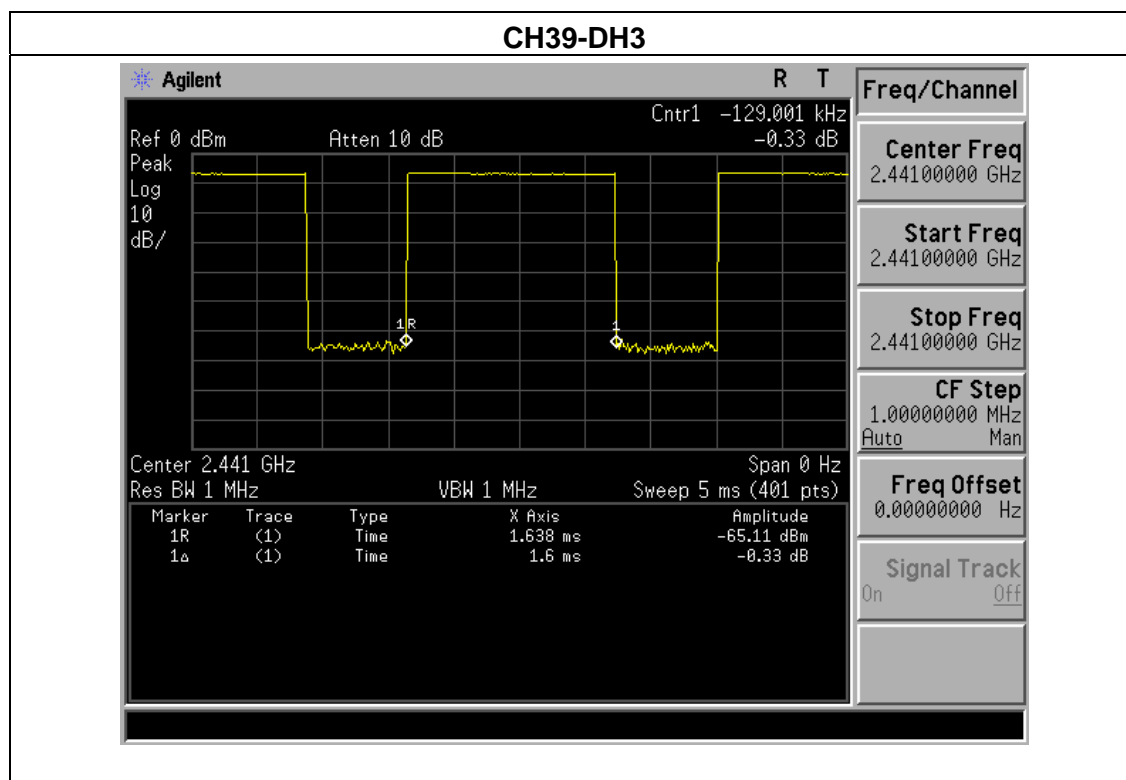 CH39-DH3
Agilent R T
Cntr1 -129.001 kHz
Ref 0 dBm Atten 10 dB -0.33 dB
Peak
Log
10
dB/
1R
1
Center 2.441 GHz Span 0 Hz
Res BW 1 MHz VBW 1 MHz Sweep 5 ms (401 pts)
Marker Trace Type X Axis Amplitude
1R (1) Time 1.638 ms -65.11 dBm
1Δ (1) Time 1.6 ms -0.33 dB
Freq/Channel
Center Freq
2.44100000 GHz
Start Freq
2.44100000 GHz
Stop Freq
2.44100000 GHz
CF Step
1.00000000 MHz
Auto Man
Freq Offset
0.00000000 Hz
Signal Track
On Off